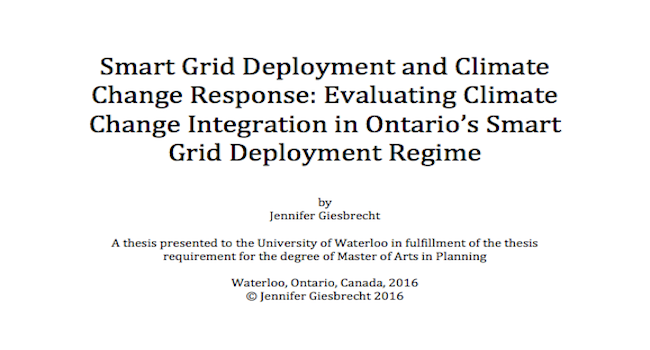 Smart Grid Deployment and Climate
Change Response: Evaluating Climate
Change Integration in Ontario’s Smart
Grid Deployment Regime
by
Jennifer Giesbrecht
A thesis presented to the University of Waterloo in fulfillment of the thesis
requirement for the degree of Master of Arts in Planning
Waterloo, Ontario, Canada, 2016
© Jennifer Giesbrecht 2016